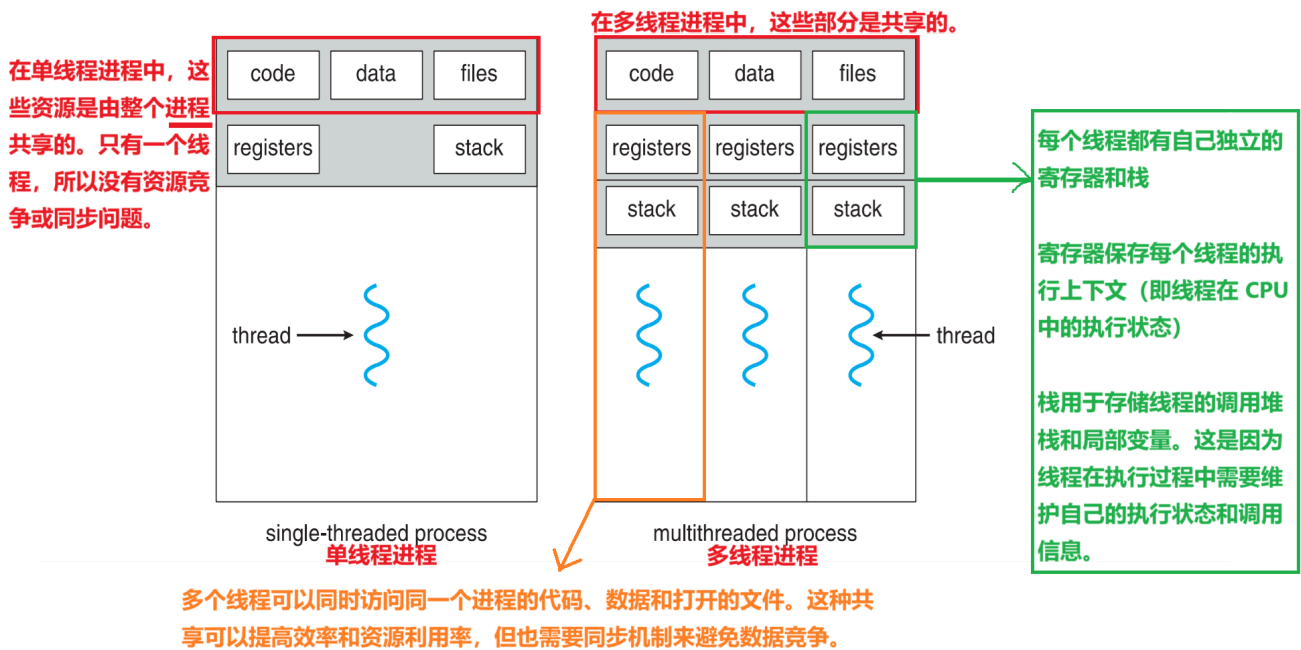 在多线程进程中，这些部分是共享的。
在单线程进程中，这
些资源是由整个进程
共享的。只有一个线
程，所以没有资源竞
争或同步问题。
code data files
registers stack
thread
single-threaded process
单线程进程
code data files
registers registers registers
stack stack stack
thread
multithreaded process
多线程进程
每个线程都有自己独立的
寄存器和栈
寄存器保存每个线程的执
行上下文（即线程在 CPU
中的执行状态）
栈用于存储线程的调用堆
栈和局部变量。这是因为
线程在执行过程中需要维
护自己的执行状态和调用
信息。
多个线程可以同时访问同一个进程的代码、数据和打开的文件。这种共
享可以提高效率和资源利用率，但也需要同步机制来避免数据竞争。